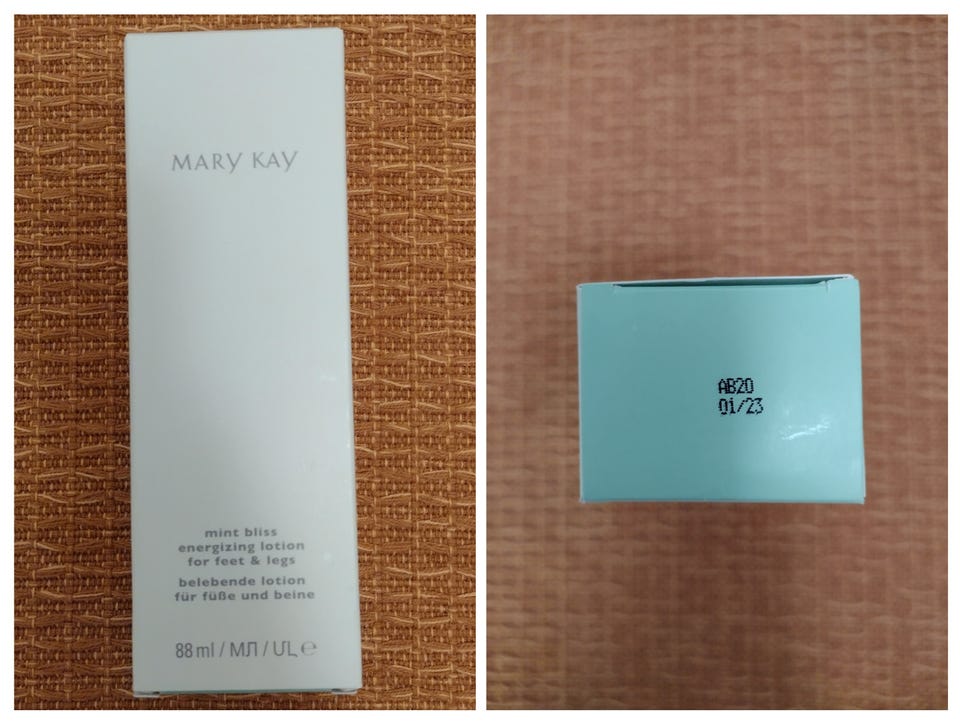 MARY KAY
mint bliss
energizing lotion
for feet & legs
belebende lotion
für füße und beine
88 ml / МЛ / ՄԼ ℮
AB20
01/23